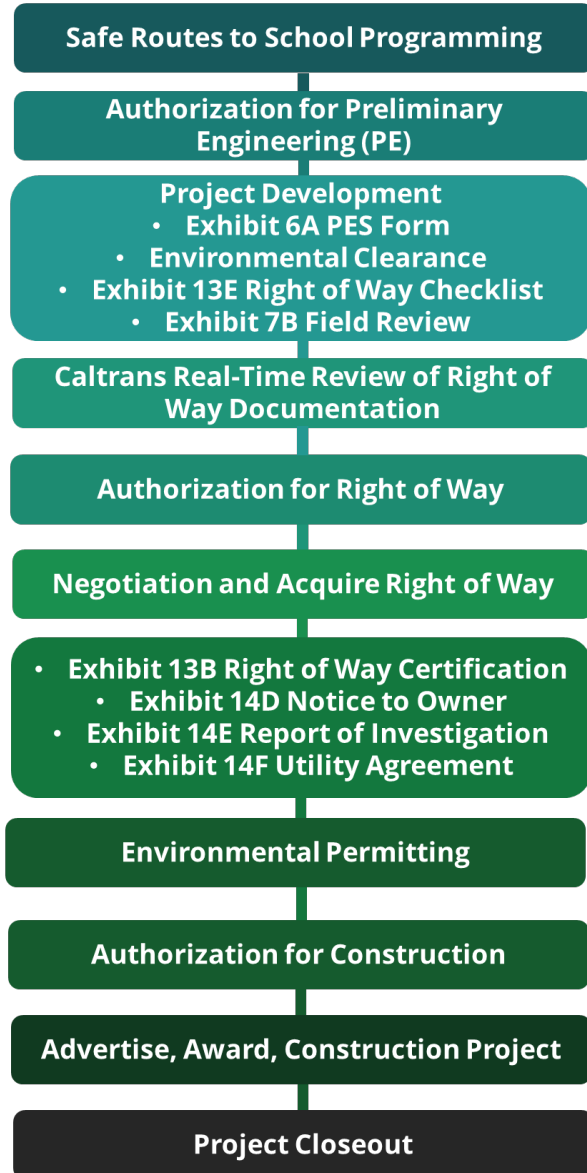 Safe Routes to School Programming
Authorization for Preliminary
Engineering (PE)
Project Development
• Exhibit 6A PES Form
• Environmental Clearance
• Exhibit 13E Right of Way Checklist
• Exhibit 7B Field Review
Caltrans Real-Time Review of Right of
Way Documentation
Authorization for Right of Way
Negotiation and Acquire Right of Way
• Exhibit 13B Right of Way Certification
• Exhibit 14D Notice to Owner
• Exhibit 14E Report of Investigation
• Exhibit 14F Utility Agreement
Environmental Permitting
Authorization for Construction
Advertise, Award, Construction Project
Project Closeout